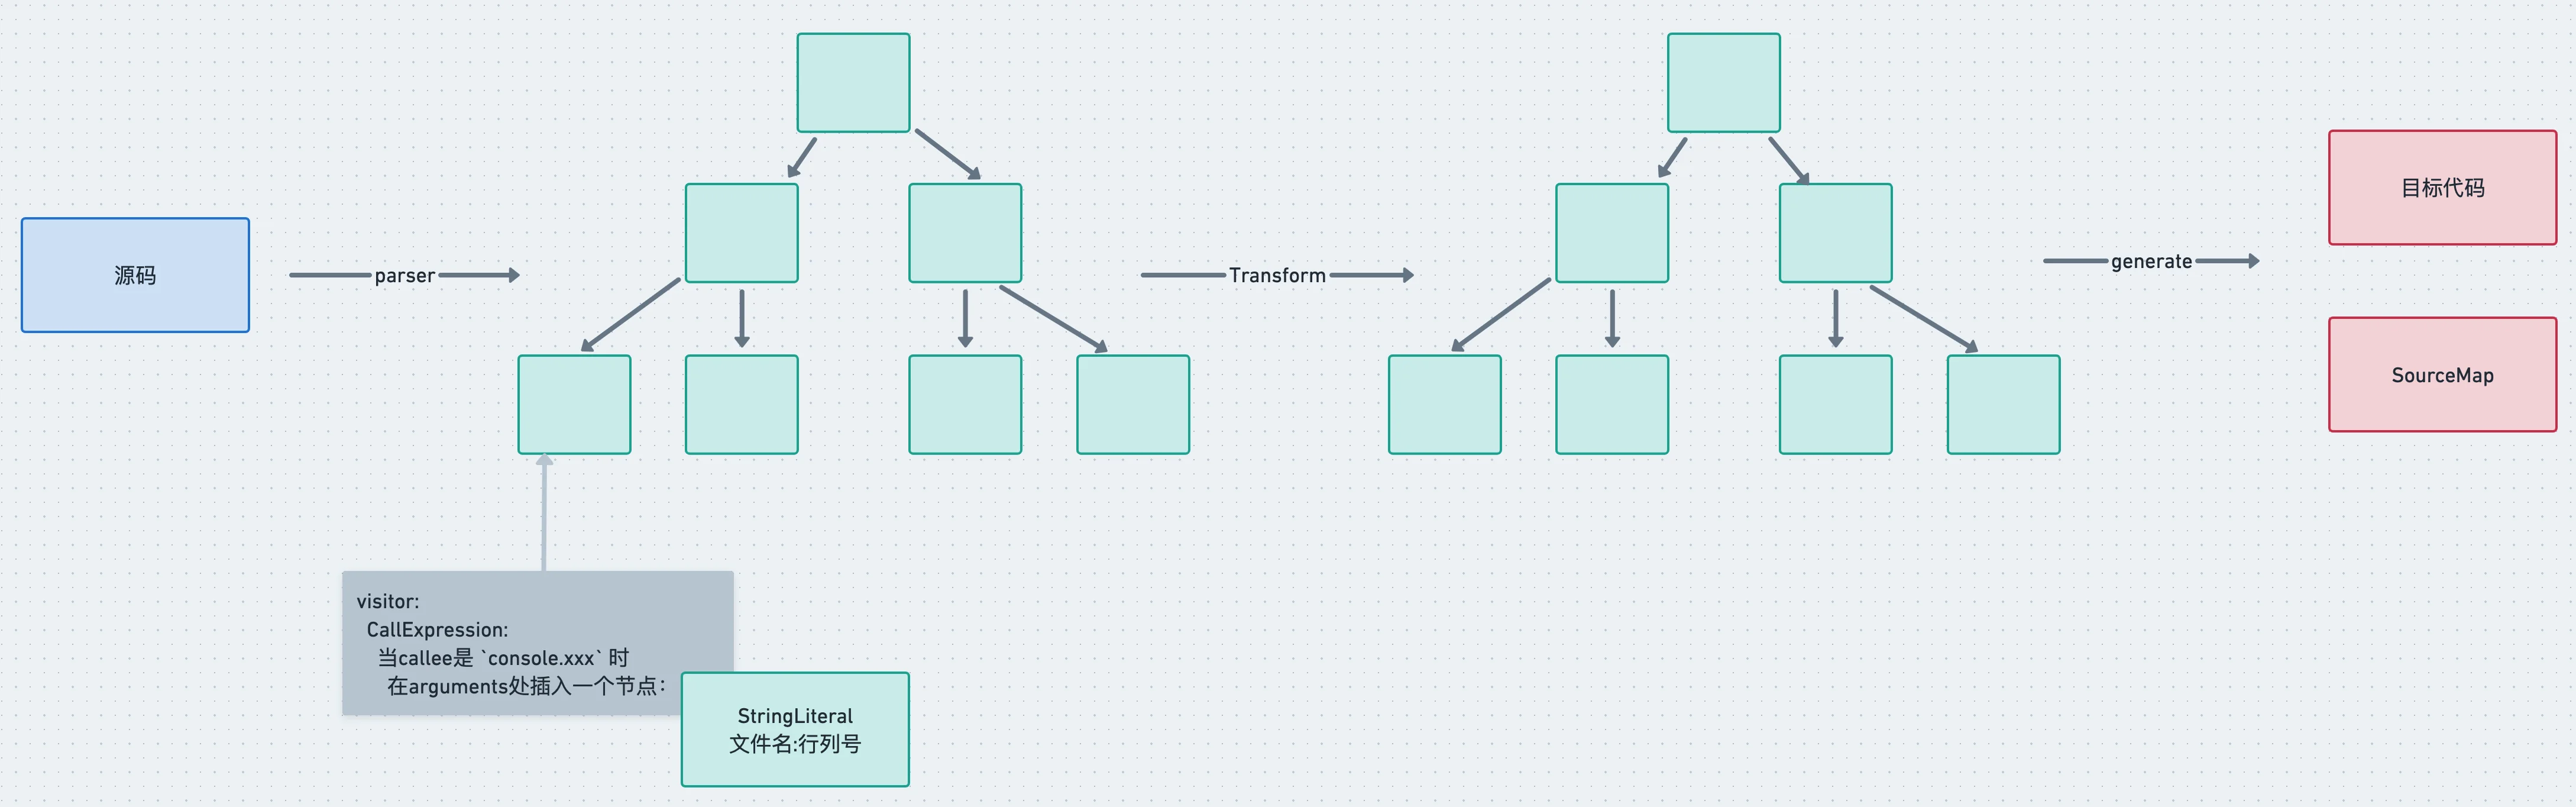 源码
parser
Transform
generate
目标代码
SourceMap
visitor:
CallExpression:
当callee是 `console.xxx` 时
在arguments处插入一个节点：
StringLiteral
文件名:行列号